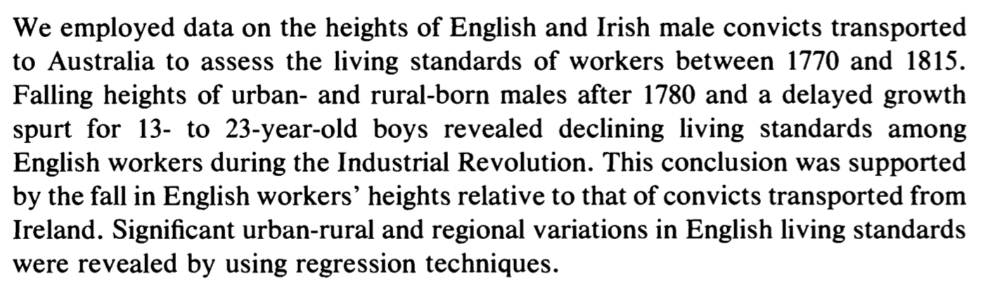 We employed data on the heights of English and Irish male convicts transported
to Australia to assess the living standards of workers between 1770 and 1815.
Falling heights of urban- and rural-born males after 1780 and a delayed growth
spurt for 13- to 23-year-old boys revealed declining living standards among
English workers during the Industrial Revolution. This conclusion was supported
by the fall in English workers' heights relative to that of convicts transported from
Ireland. Significant urban-rural and regional variations in English living standards
were revealed by using regression techniques.